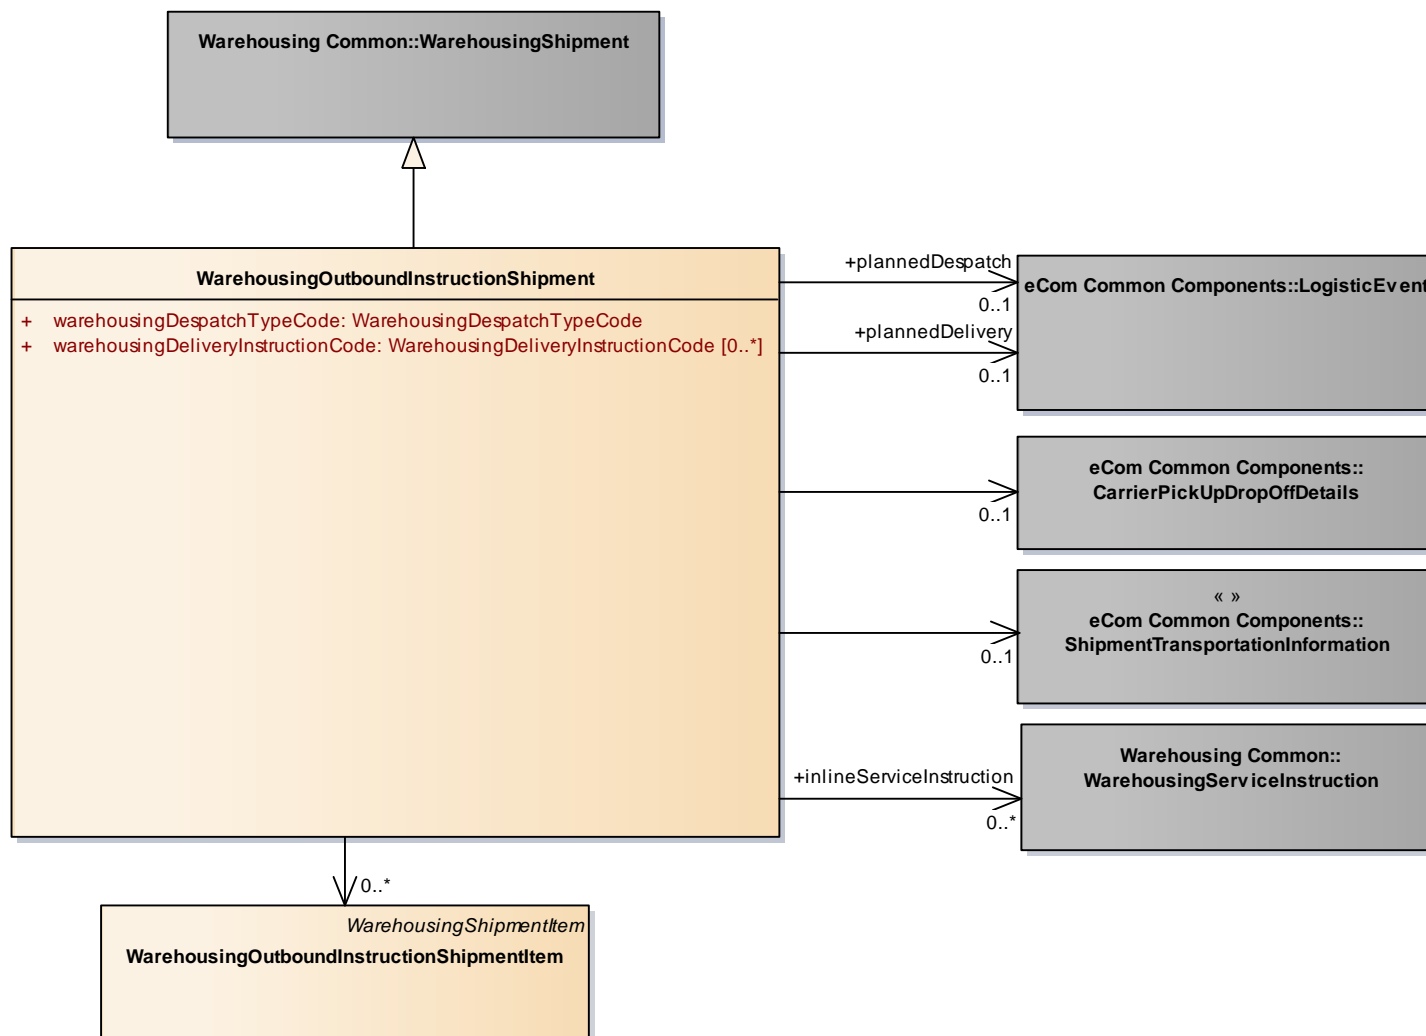 Warehousing Common::WarehousingShipment
WarehousingOutboundInstructionShipment
+ warehousingDespatchTypeCode: WarehousingDespatchTypeCode
+ warehousingDeliveryInstructionCode: WarehousingDeliveryInstructionCode [0..*]
+plannedDespatch
0..1
+plannedDelivery
0..1
eCom Common Components::LogisticEvent
0..1
eCom Common Components::
CarrierPickUpDropOffDetails
0..1
« »
eCom Common Components::
ShipmentTransportationInformation
+inlineServiceInstruction
0..*
Warehousing Common::
WarehousingServiceInstruction
0..*
WarehousingShipmentItem
WarehousingOutboundInstructionShipmentItem